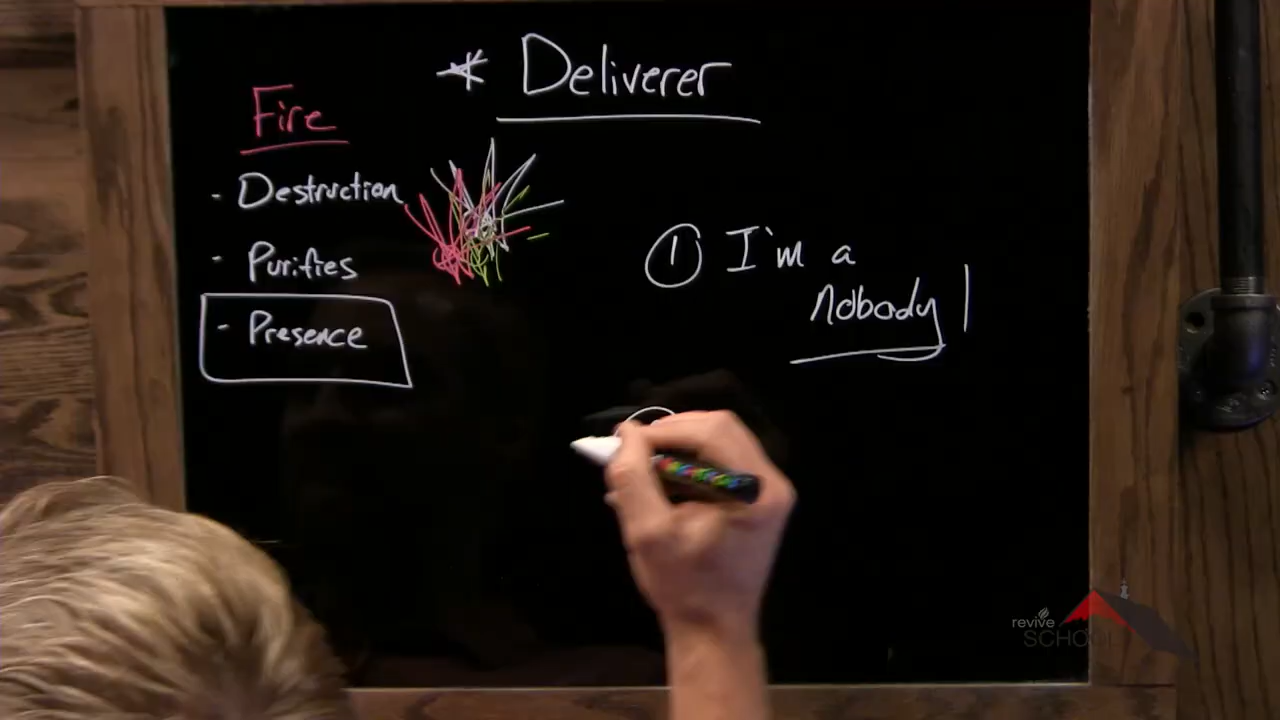 * Deliverer
Fire
- Destruction
- Purifies
- Presence
① I'm a
nobody!
revive
SCHOOL